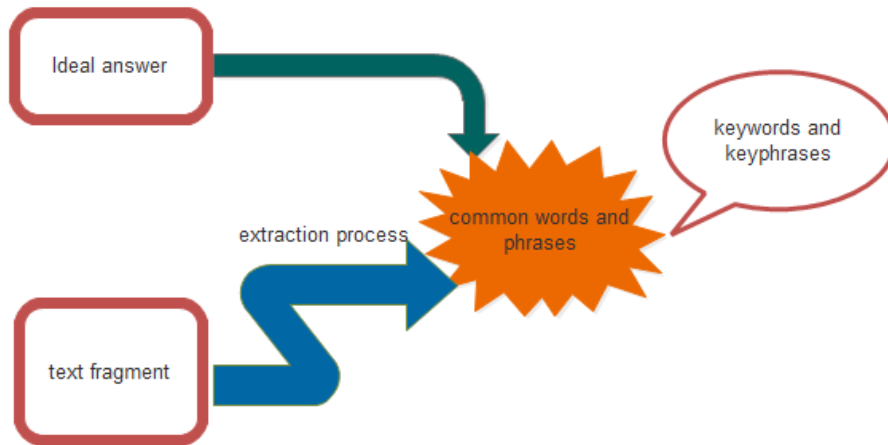 Ideal answer
keywords and
keyphrases
common words and
phrases
extraction process
text fragment